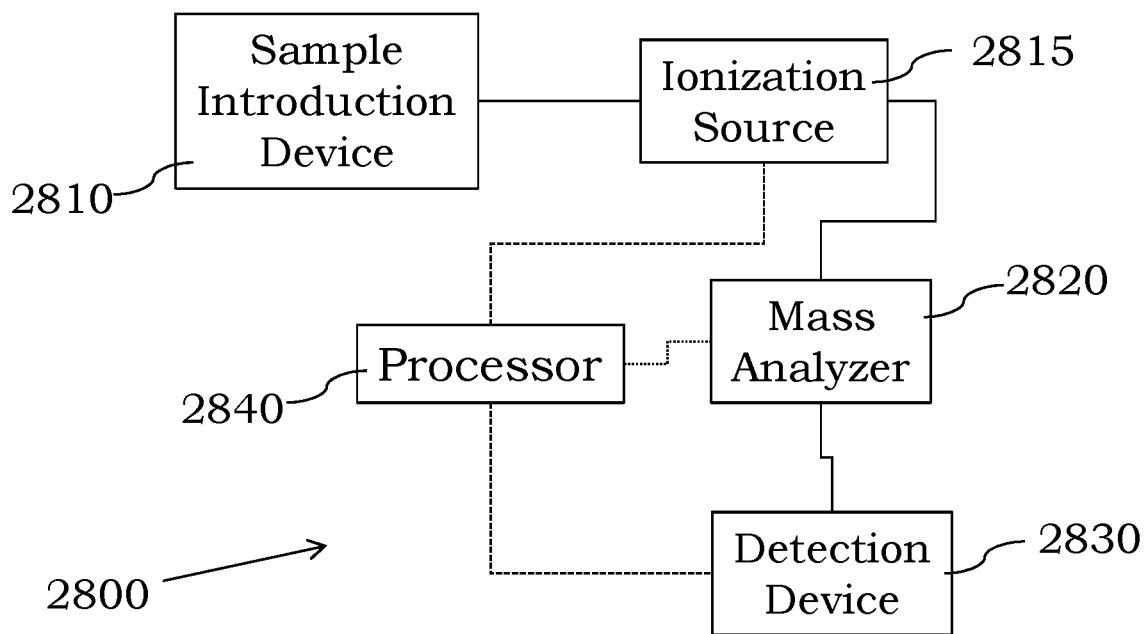 Sample
Introduction
Device
2810
Ionization
Source
2815
Mass
Analyzer
2820
Processor
2840
Detection
Device
2830
2800